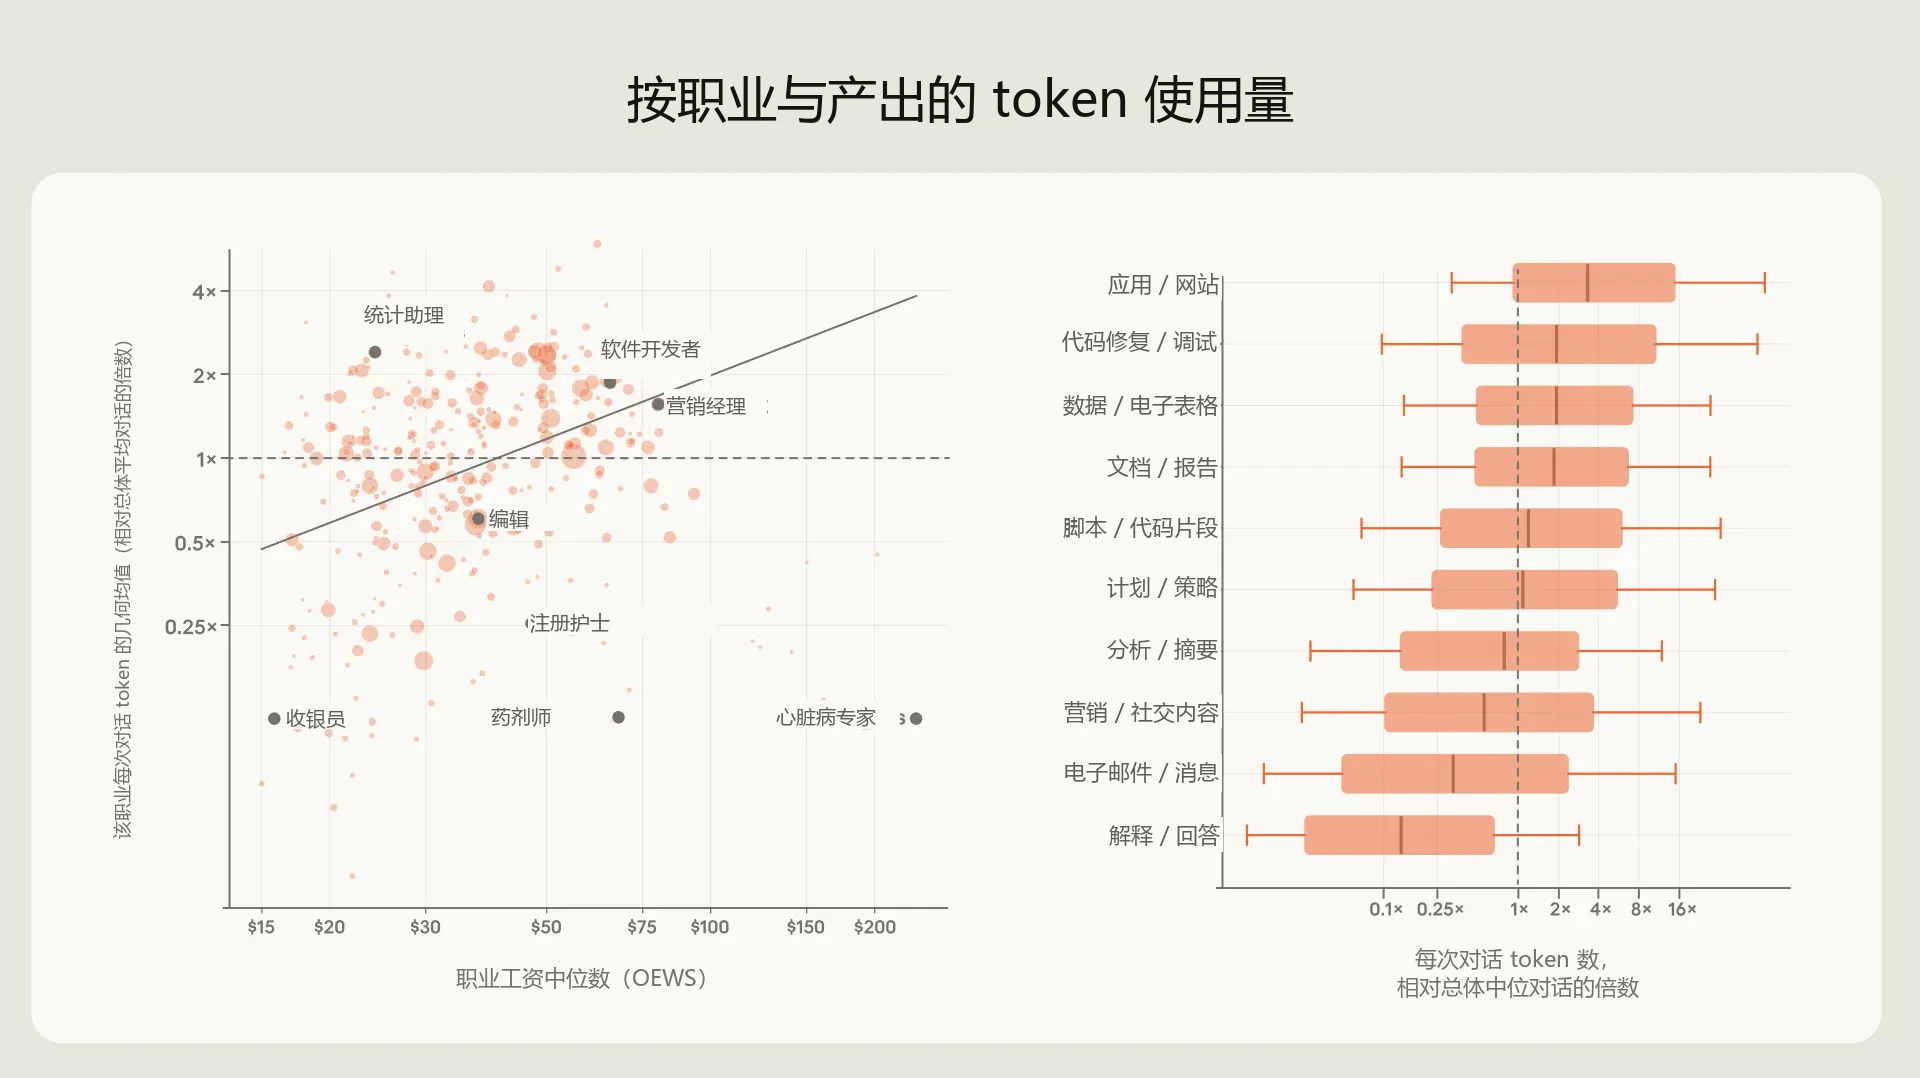 按职业与产出的 token 使用量
该职业每次对话 token 的几何均值（相对总体平均对话的倍数）
4×
2×
1×
0.5×
0.25×
统计助理
软件开发者
营销经理
编辑
注册护士
收银员
药剂师
心脏病专家
s
$15
$20
$30
$50
$75
$100
$150
$200
职业工资中位数（OEWS）
应用 / 网站
代码修复 / 调试
数据 / 电子表格
文档 / 报告
脚本 / 代码片段
计划 / 策略
分析 / 摘要
营销 / 社交内容
电子邮件 / 消息
解释 / 回答
0.1×
0.25×
1×
2×
4×
8×
16×
每次对话 token 数，
相对总体中位对话的倍数